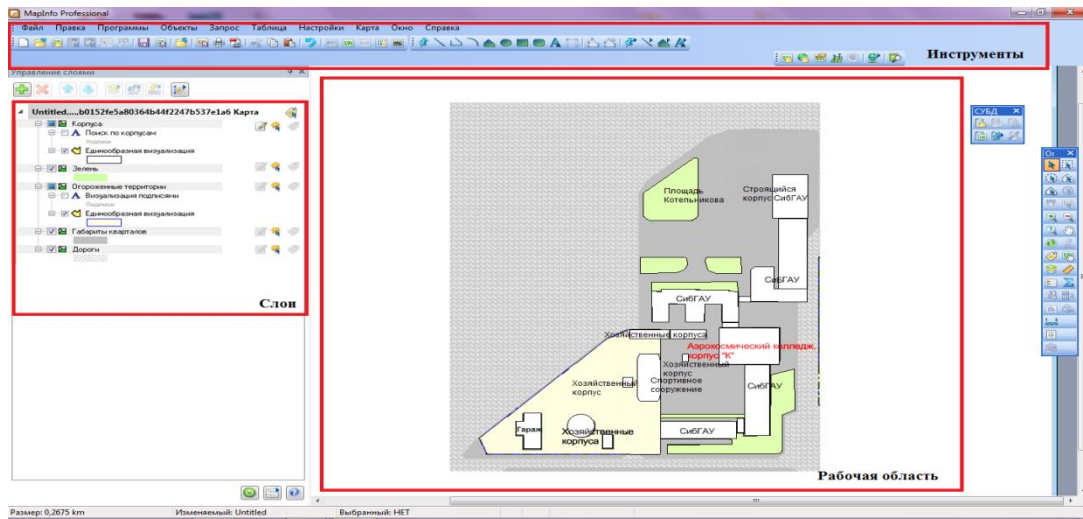 MapInfo Professional
Файл Правка Программы Объекты Запрос Таблица Настройки Карта Окно Справка
Инструменты
Управление слоями
Untitled,...,b0152fe5a80364b44f2247b537e1a6 Карта
Корпуса
Поиск по корпусам
Подписи
Единообразная визуализация
Зелень
Огороженные территории
Визуализация подписями
Подписи
Единообразная визуализация
Габариты кварталов
Дороги
Слои
СУБД
От
Площадь
Котельникова
Строящийся
корпус СибГАУ
СибГАУ
СибГАУ
Хозяйственные корпуса
Аэрокосмический колледж,
корпус "К"
Хозяйственный
корпус
Хозяйственный
корпус
Спортивное
сооружение
СибГАУ
Гараж
Хозяйственные
корпуса
СибГАУ
Рабочая область
Размер: 0,2675 km Изменяемый: Untitled Выбранный: НЕТ